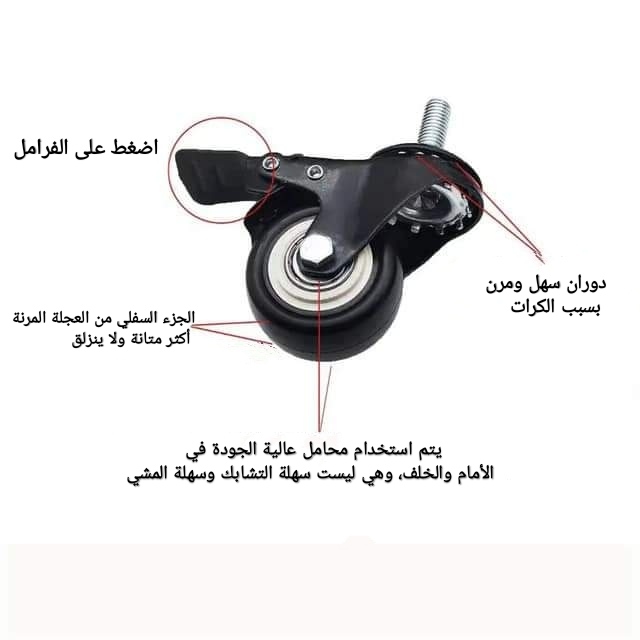 اضغط على الفرامل
دوران سهل ومرن
بسبب الكرات
الجزء السفلي من العجلة المرنة
أكثر متانة ولا ينزلق
يتم استخدام محامل عالية الجودة في
الأمام والخلف، وهي ليست سهلة التشابك وسهلة المشي